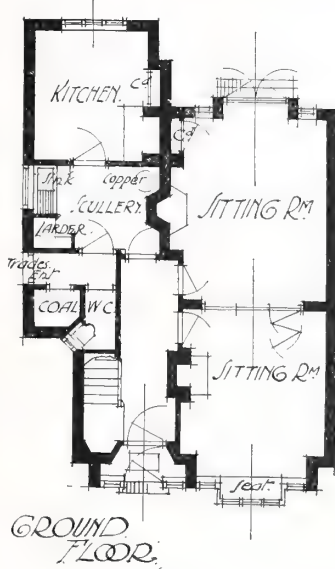 KITCHEN.
Cd
Cd
Sink
Copper
SCULLERY.
SITTING RM
LARDER.
Trades.
Ent
COAL
W.C.
SITTING RM
Seat.
GROUND.
FLOOR.